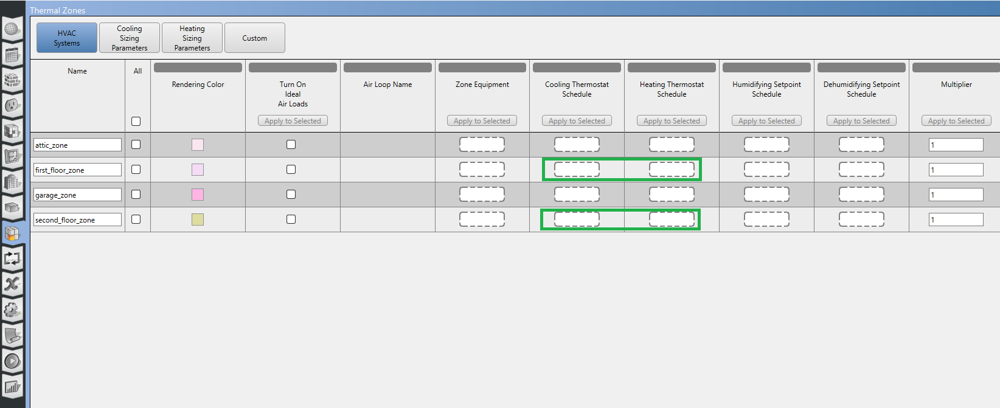 Thermal Zones
HVAC
Systems
Cooling
Sizing
Parameters
Heating
Sizing
Parameters
Custom
Name
All
Rendering Color
Turn On
Ideal
Air Loads
Apply to Selected
Air Loop Name
Zone Equipment
Apply to Selected
Cooling Thermostat
Schedule
Apply to Selected
Heating Thermostat
Schedule
Apply to Selected
Humidifying Setpoint
Schedule
Apply to Selected
Dehumidifying Setpoint
Schedule
Apply to Selected
Multiplier
Apply to Selected
attic_zone
1
first_floor_zone
1
garage_zone
1
second_floor_zone
1